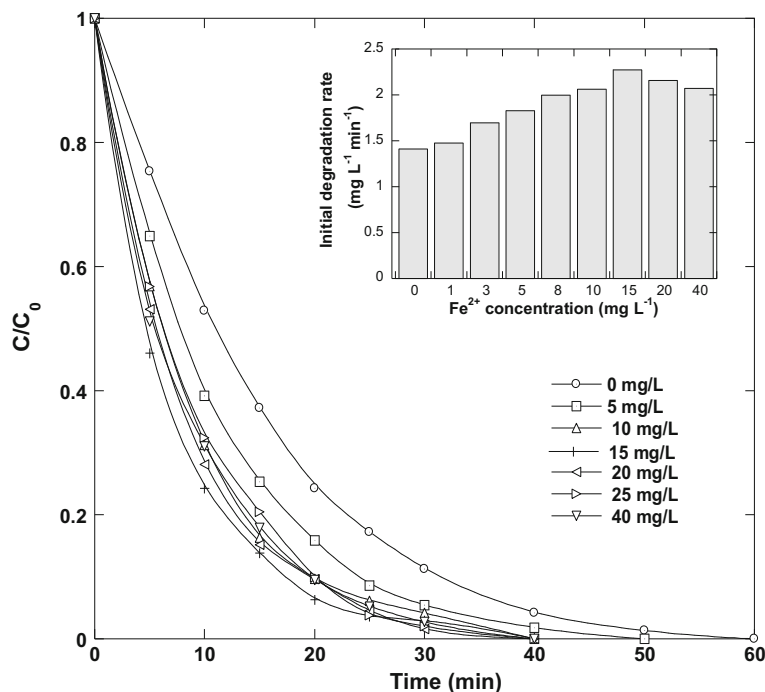 C/C0
1
0.8
0.6
0.4
0.2
0
0 10 20 30 40 50 60
Time (min)
Initial degradation rate
(mg L-1 min-1)
2.5
2
1.5
1
0.5
0
0 1 3 5 8 10 15 20 40
Fe2+ concentration (mg L-1)
0 mg/L
5 mg/L
10 mg/L
15 mg/L
20 mg/L
25 mg/L
40 mg/L